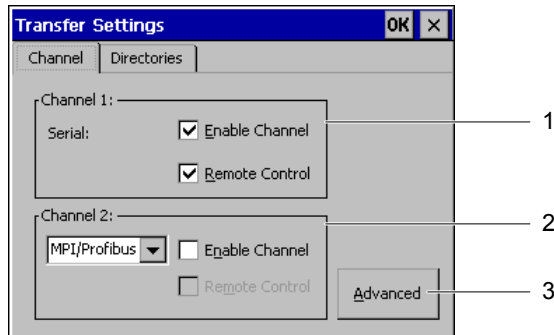 Transfer Settings OK ×
Channel Directories
Channel 1:
Serial: Enable Channel
Remote Control
1
Channel 2:
MPI/Profibus Enable Channel
Remote Control
2
Advanced
3